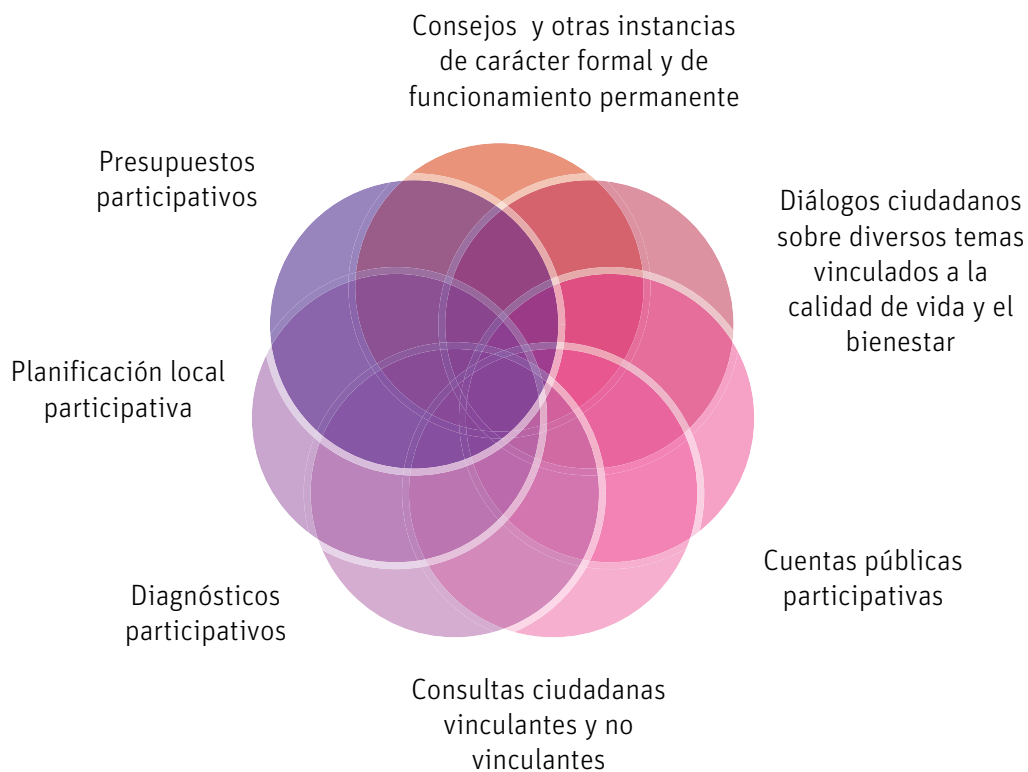 Consejos y otras instancias
de carácter formal y de
funcionamiento permanente
Diálogos ciudadanos
sobre diversos temas
vinculados a la
calidad de vida y el
bienestar
Cuentas públicas
participativas
Consultas ciudadanas
vinculantes y no
vinculantes
Diagnósticos
participativos
Planificación local
participativa
Presupuestos
participativos